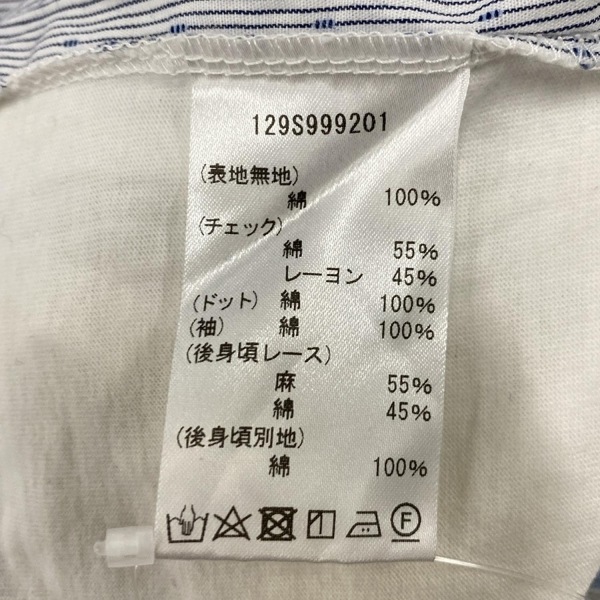 129S999201
(表地無地)
綿 100%
(チェック)
綿 55%
レーヨン 45%
(ドット) 綿 100%
(袖) 綿 100%
(後身頃レース)
麻 55%
綿 45%
(後身頃別地)
綿 100%
F